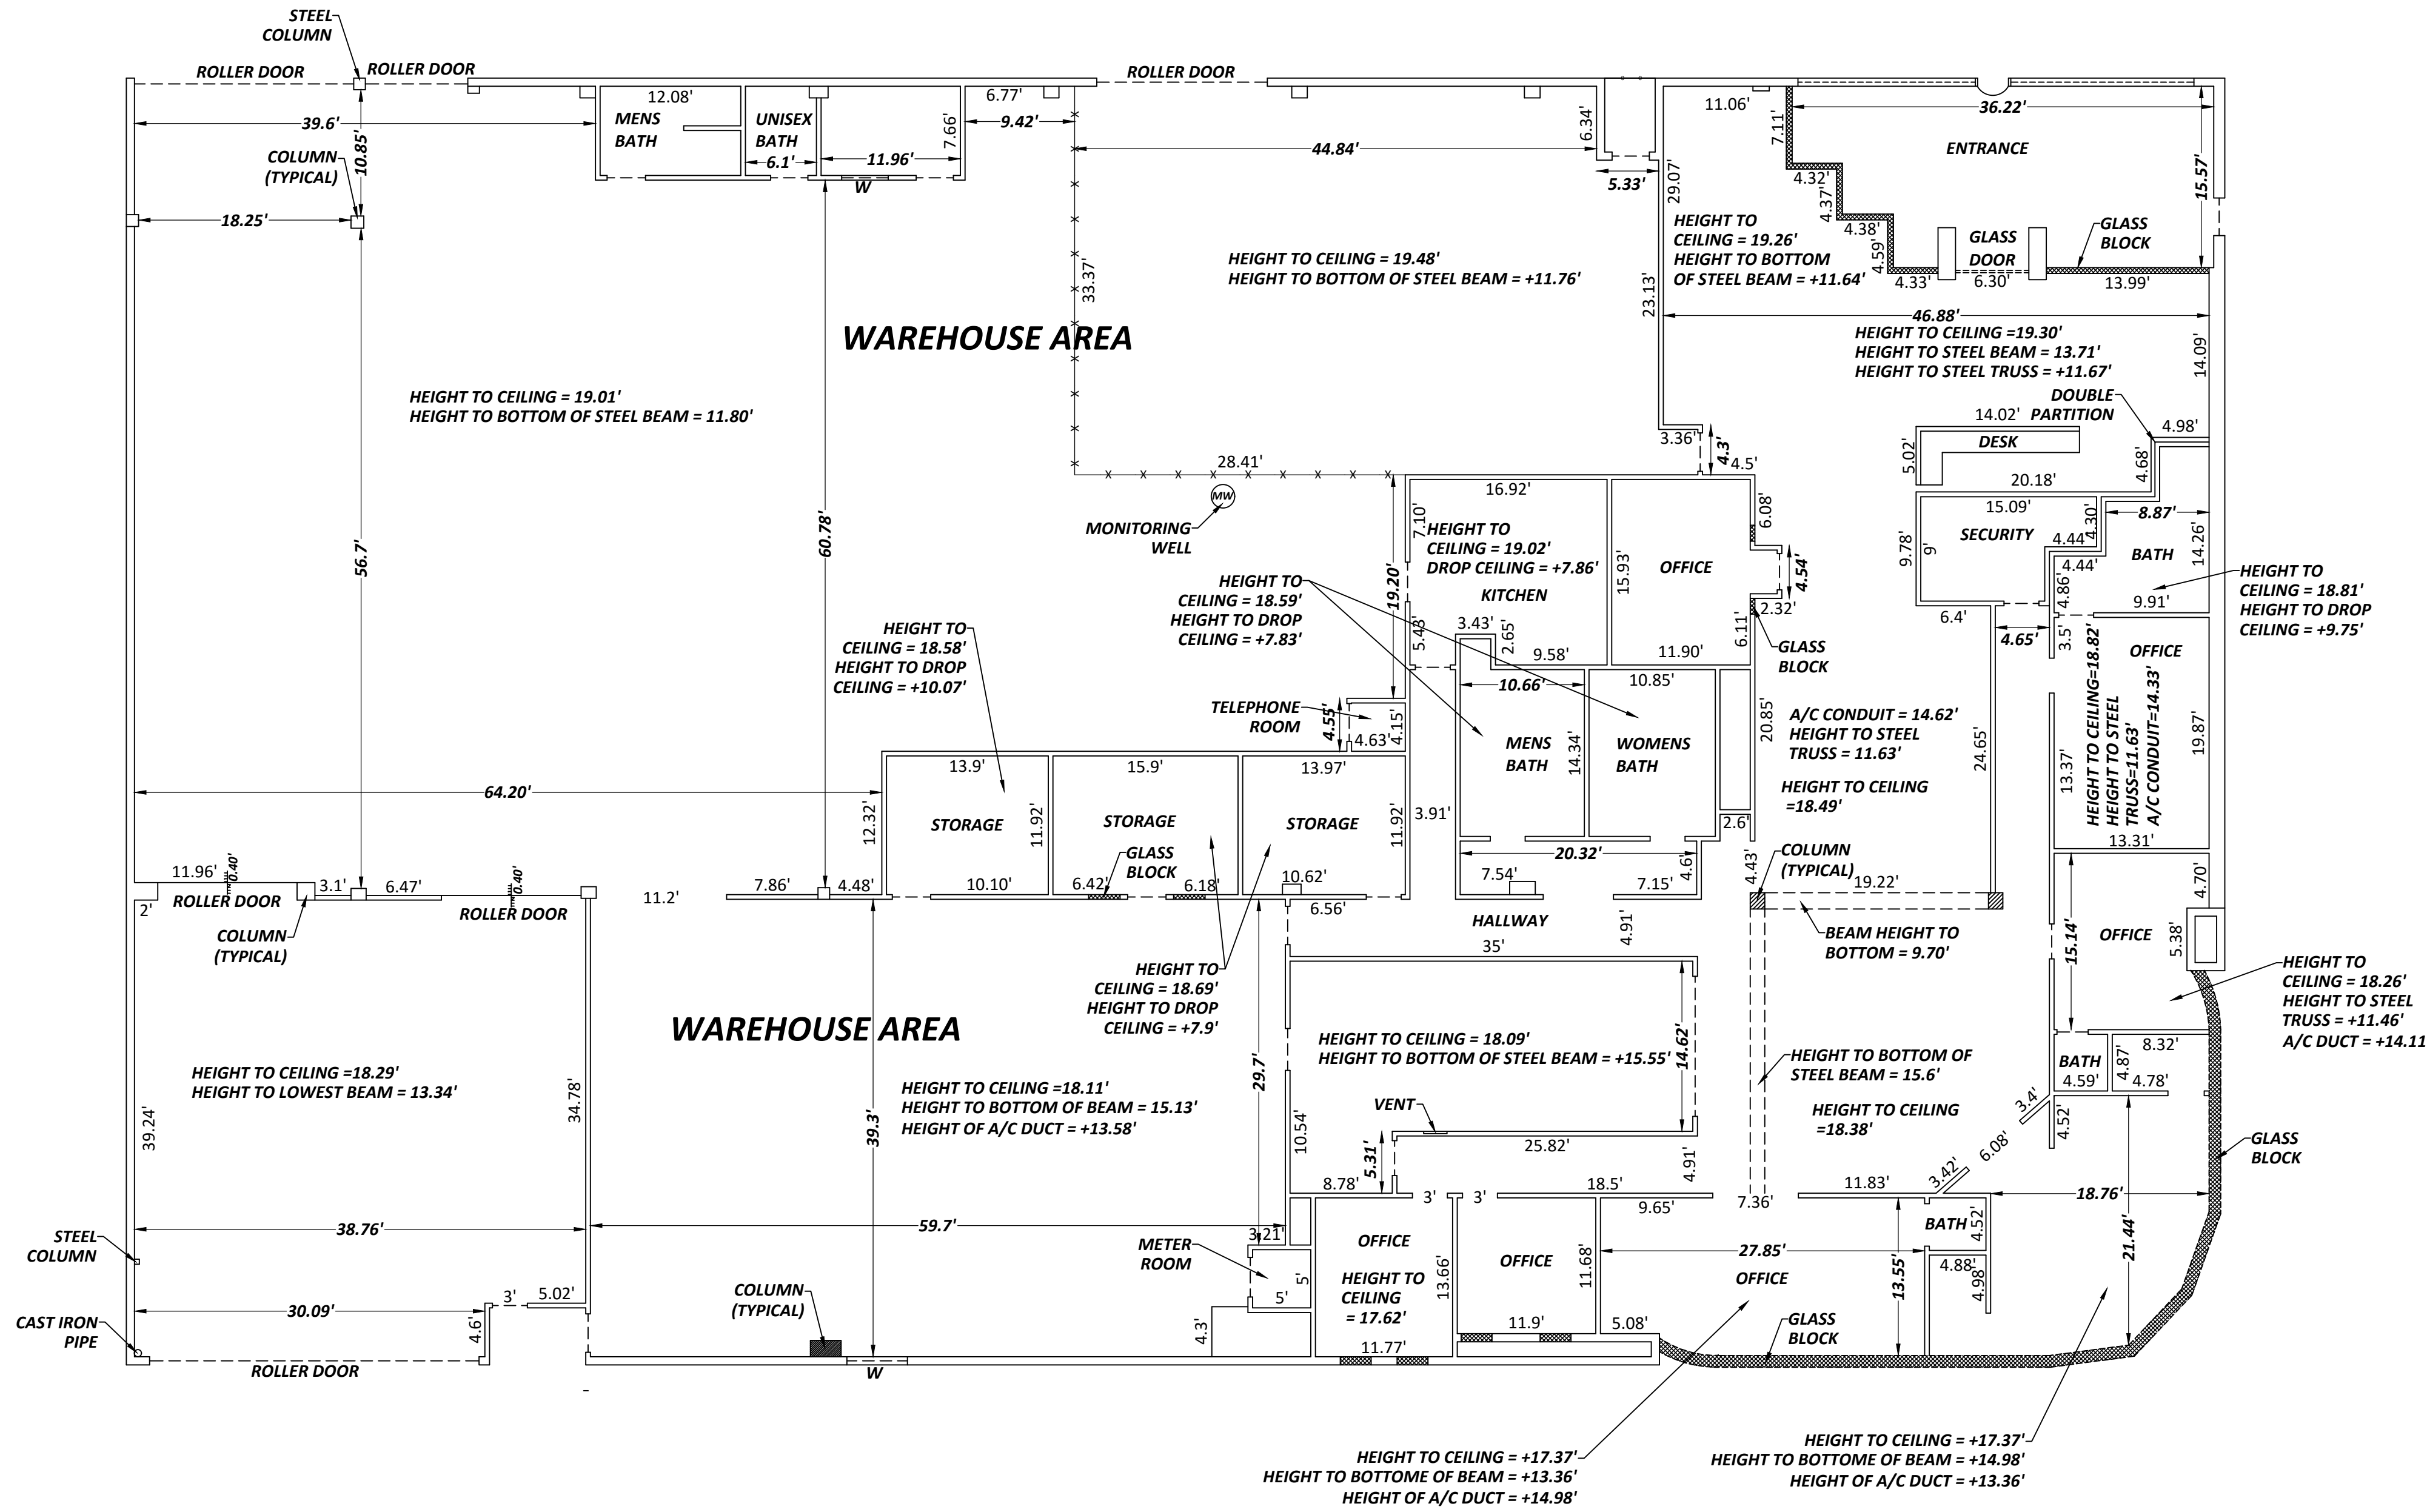 STEEL
COLUMN
ROLLER DOOR
ROLLER DOOR
ROLLER DOOR
39.6'
10.85'
12.08'
MENS
BATH
UNISEX
BATH
6.1'
11.96'
7.66'
W
6.77'
9.42'
44.84'
6.34'
5.33'
11.06'
7.11'
36.22'
ENTRANCE
15.57'
4.32'
4.37'
4.38'
4.59'
4.33'
GLASS
DOOR
6.30'
GLASS
BLOCK
13.99'
COLUMN
(TYPICAL)
18.25'
29.07'
23.13'
HEIGHT TO
CEILING = 19.26'
HEIGHT TO BOTTOM
OF STEEL BEAM = +11.64'
HEIGHT TO CEILING = 19.48'
HEIGHT TO BOTTOM OF STEEL BEAM = +11.76'
33.37'
WAREHOUSE AREA
46.88'
HEIGHT TO CEILING =19.30'
HEIGHT TO STEEL BEAM = 13.71'
HEIGHT TO STEEL TRUSS = +11.67'
14.09'
HEIGHT TO CEILING = 19.01'
HEIGHT TO BOTTOM OF STEEL BEAM = 11.80'
56.7'
60.78'
DOUBLE
PARTITION
14.02'
DESK
5.02'
4.98'
4.68'
20.18'
3.36'
4.3'
4.5'
28.41'
MW
MONITORING
WELL
16.92'
7.10'
HEIGHT TO
CEILING = 19.02'
DROP CEILING = +7.86'
KITCHEN
15.93'
OFFICE
6.08'
4.54'
2.32'
6.11'
11.90'
GLASS
BLOCK
15.09'
SECURITY
9.78'
9'
4.30'
4.44'
4.44'
8.87'
BATH
14.26'
4.86'
9.91'
6.4'
4.65'
3.5'
HEIGHT TO
CEILING = 18.81'
HEIGHT TO DROP
CEILING = +9.75'
19.20'
HEIGHT TO
CEILING = 18.59'
HEIGHT TO DROP
CEILING = +7.83'
5.43'
3.43'
2.65'
9.58'
10.66'
10.85'
HEIGHT TO
CEILING = 18.58'
HEIGHT TO DROP
CEILING = +10.07'
TELEPHONE
ROOM
4.55'
4.15'
4.63'
MENS
BATH
14.34'
WOMENS
BATH
20.85'
A/C CONDUIT = 14.62'
HEIGHT TO STEEL
TRUSS = 11.63'
HEIGHT TO CEILING
=18.49'
24.65'
OFFICE
HEIGHT TO CEILING=18.82'
HEIGHT TO STEEL
TRUSS=11.63'
A/C CONDUIT=14.33'
13.37'
19.87'
13.31'
64.20'
12.32'
13.9'
STORAGE
11.92'
15.9'
STORAGE
13.97'
STORAGE
11.92'
3.91'
2.6'
20.32'
4.6'
7.54'
7.15'
4.43'
GLASS
BLOCK
10.10'
6.42'
6.18'
10.62'
6.56'
11.96'
0.40'
ROLLER DOOR
2'
3.1'
6.47'
0.40'
ROLLER DOOR
11.2'
7.86'
4.48'
COLUMN
(TYPICAL)
COLUMN
(TYPICAL)
19.22'
BEAM HEIGHT TO
BOTTOM = 9.70'
HALLWAY
4.91'
35'
15.14'
OFFICE
4.70'
5.38'
HEIGHT TO
CEILING = 18.26'
HEIGHT TO STEEL
TRUSS = +11.46'
A/C DUCT = +14.11
HEIGHT TO
CEILING = 18.69'
HEIGHT TO DROP
CEILING = +7.9'
WAREHOUSE AREA
HEIGHT TO CEILING =18.29'
HEIGHT TO LOWEST BEAM = 13.34'
39.24'
34.78'
HEIGHT TO CEILING =18.11'
HEIGHT TO BOTTOM OF BEAM = 15.13'
HEIGHT OF A/C DUCT = +13.58'
39.3'
29.7'
10.54'
HEIGHT TO CEILING = 18.09'
HEIGHT TO BOTTOM OF STEEL BEAM = +15.55'
14.62'
VENT
25.82'
5.31'
4.91'
HEIGHT TO BOTTOM OF
STEEL BEAM = 15.6'
HEIGHT TO CEILING
=18.38'
BATH
4.59'
4.87'
8.32'
4.78'
3.4'
4.52'
6.08'
3.42'
GLASS
BLOCK
8.78'
3'
3'
18.5'
9.65'
7.36'
11.83'
18.76'
38.76'
59.7'
STEEL
COLUMN
3.21'
METER
ROOM
5'
5'
OFFICE
HEIGHT TO
CEILING
= 17.62'
13.66'
OFFICE
11.68'
27.85'
OFFICE
13.55'
BATH
4.52'
4.88'
4.98'
21.44'
30.09'
3'
5.02'
4.6'
CAST IRON
PIPE
ROLLER DOOR
COLUMN
(TYPICAL)
W
4.3'
11.77'
11.9'
5.08'
GLASS
BLOCK
HEIGHT TO CEILING = +17.37'
HEIGHT TO BOTTOME OF BEAM = +13.36'
HEIGHT OF A/C DUCT = +14.98'
HEIGHT TO CEILING = +17.37'
HEIGHT TO BOTTOME OF BEAM = +14.98'
HEIGHT OF A/C DUCT = +13.36'